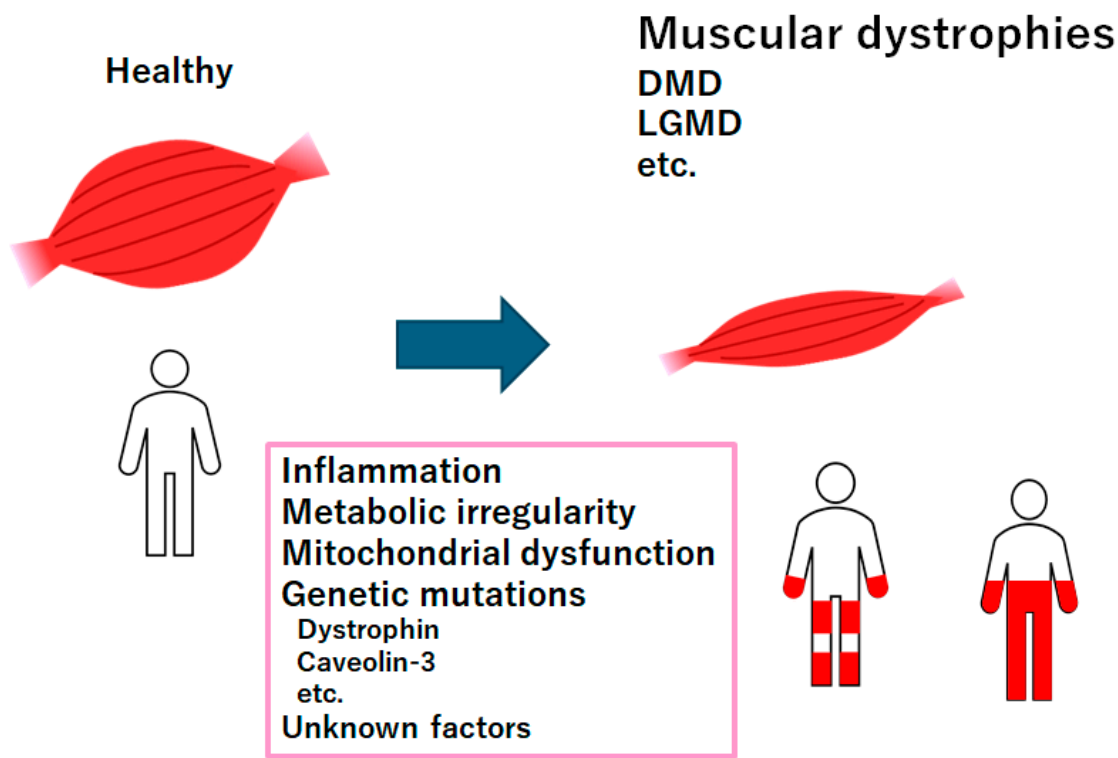 Healthy
Muscular dystrophies
DMD
LGMD
etc.
Inflammation
Metabolic irregularity
Mitochondrial dysfunction
Genetic mutations
Dystrophin
Caveolin-3
etc.
Unknown factors